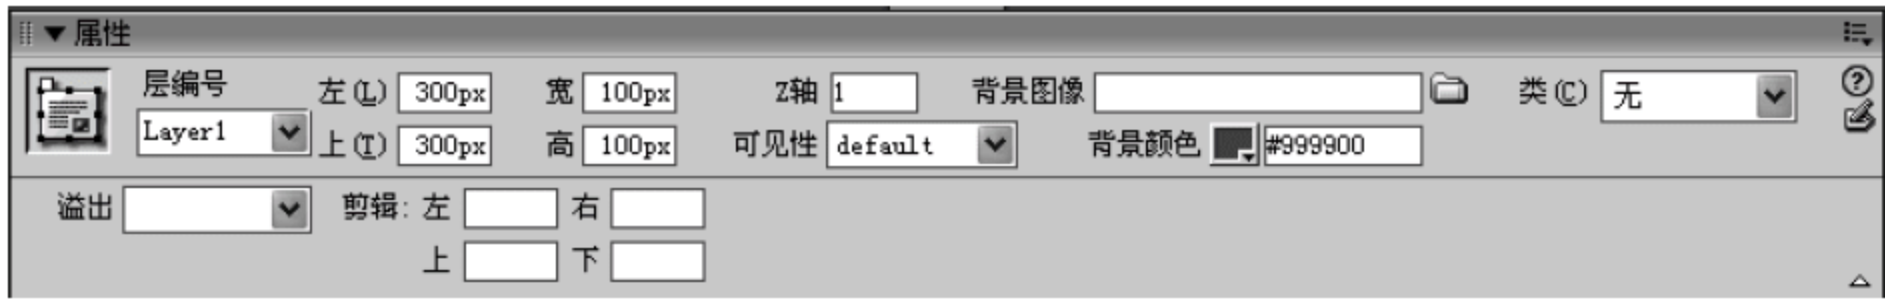 属性
层编号 左(L) 300px 宽 100px Z轴 1 背景图像 类(C) 无
Layer1 上(T) 300px 高 100px 可见性 default 背景颜色 #999900
溢出 剪辑: 左 右
上 下